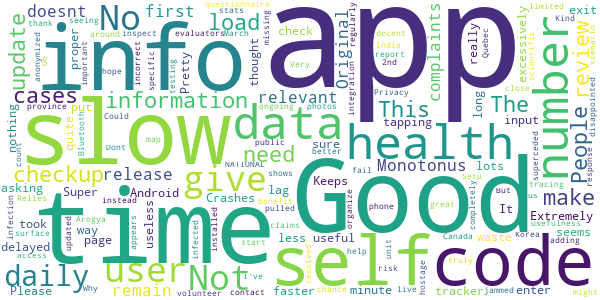 app
info
slow
time
Good
health
self
code
data
number
give
user
Not
daily
No
update
load
need
make
review
checkup
information
This
The
cases
release
complaints
relevant
People
Original
remain
Monotonus
first
doesnt
proper
page
Android
Super
asking
way
nothing
useless
delayed
took
Please
lag
Crashes
less
useful
seems
Extremely
tapping
input
long
really
check
thought
Pretty
quite
put
sure
Keeps
lots
tracker
enter
minute
faster
live
waste
excessively
exit
It
But
phone
questionnaire
thank
seeing
stats
evaluators
March
inspect
around
hope
important
specific
testing
incorrect
missing
India
decent
report
2nd
regularly
integration
Privacy
Quebec
limited
Kind
close
disappointed
response
superceded
tracing
usefulness
adding
Korea
Canada
completely
great
Setu
fail
organize
public
better
shows
benefit
claims
start
pulled
installed
I've
infected
appears
instead
updated
NATIONAL
ongoing
photos
map
Could
Dont
Bluetooth
count
province
anonymized
Relies
Arogya
surface
infection
access
Why
volunteer
contact
risk
help
unit
chance
hostage
truly
jammed
might